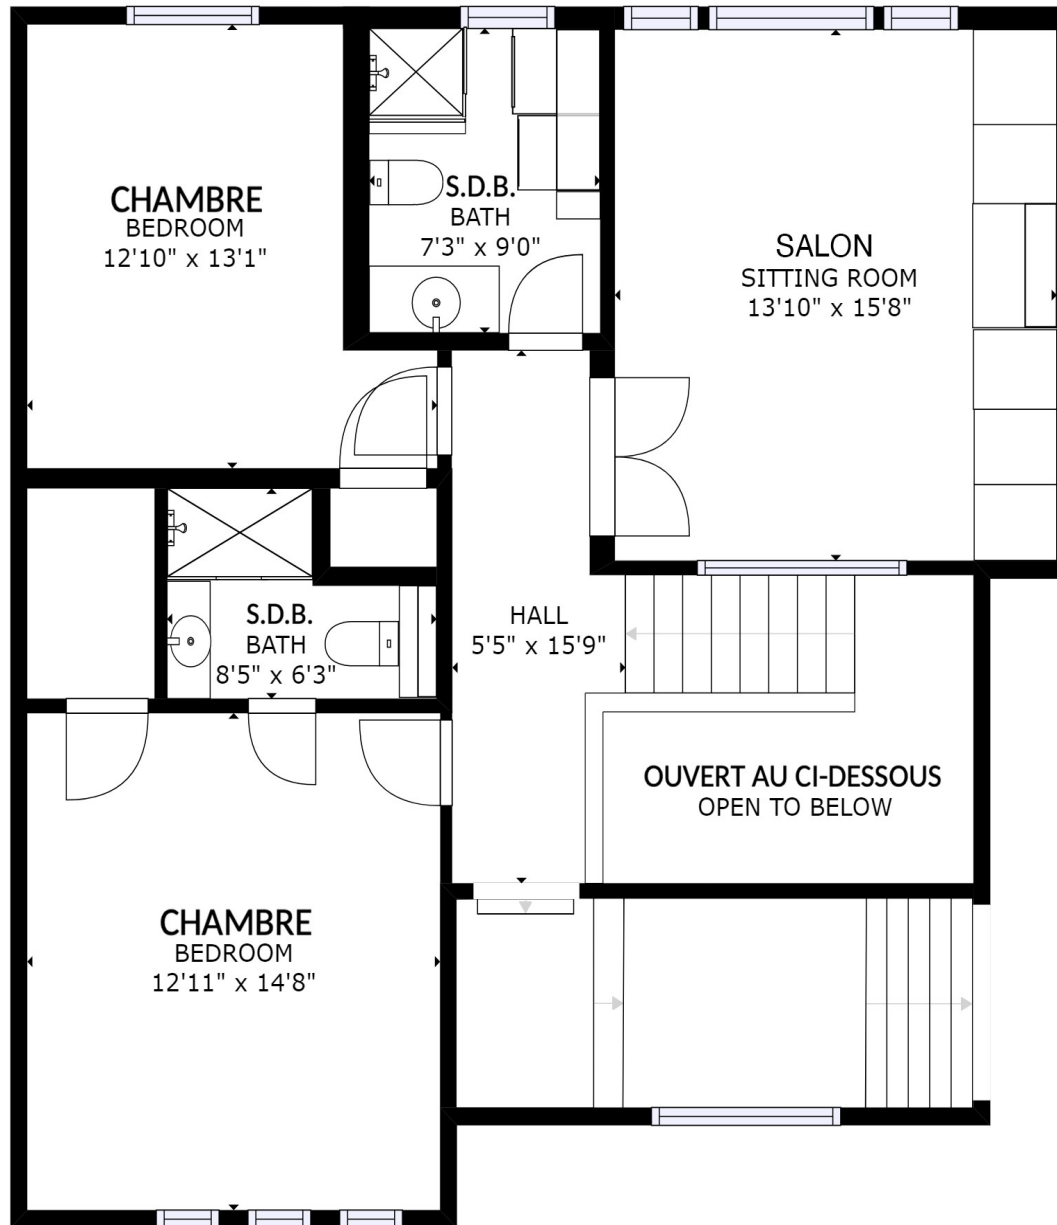 CHAMBRE
BEDROOM
12'10" x 13'1"
S.D.B.
BATH
7'3" x 9'0"
SALON
SITTING ROOM
13'10" x 15'8"
S.D.B.
BATH
8'5" x 6'3"
HALL
5'5" x 15'9"
OUVERT AU CI-DESSOUS
OPEN TO BELOW
CHAMBRE
BEDROOM
12'11" x 14'8"